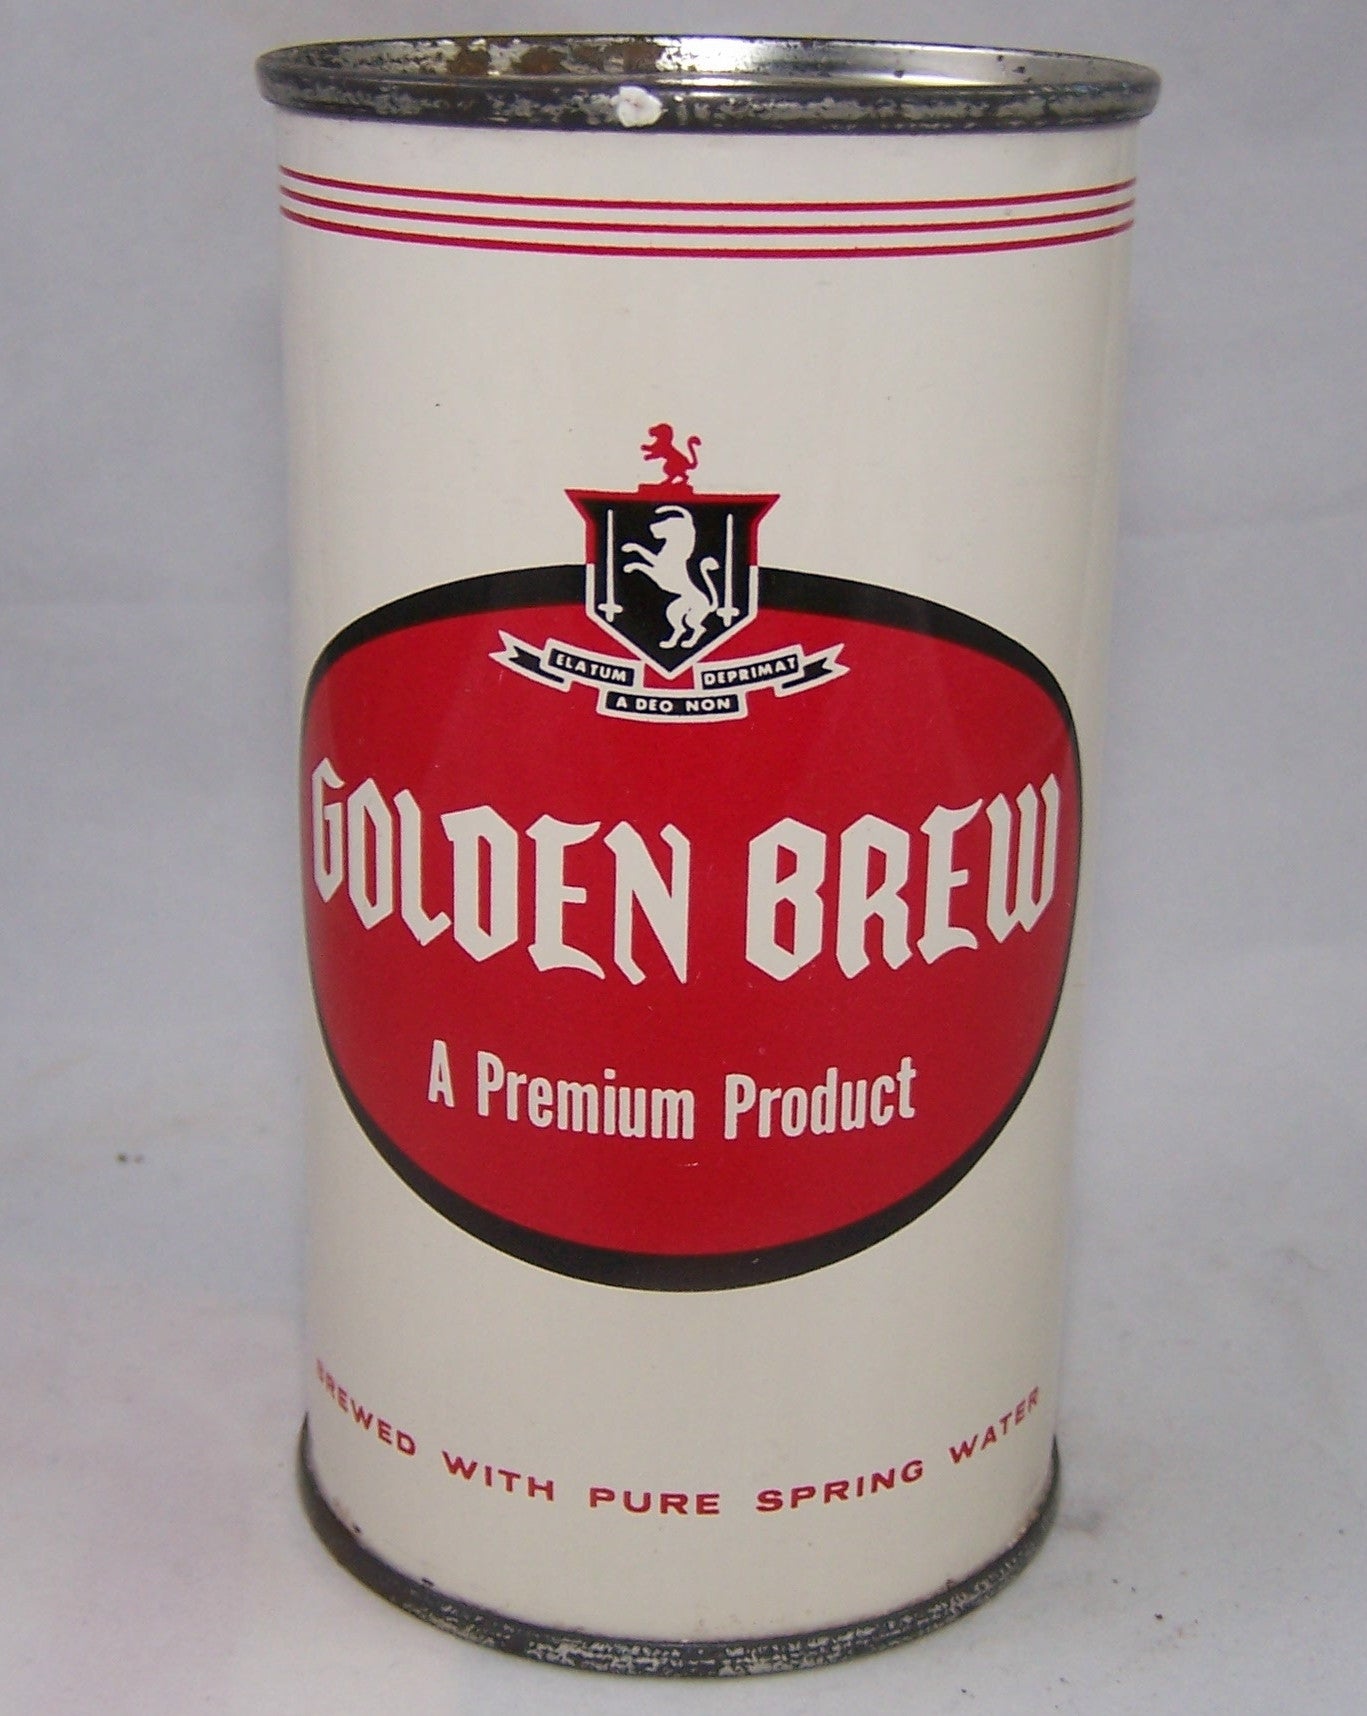 ELATUM DEPRIMAT
A DEO NON
GOLDEN BREW
A Premium Product
BREWED WITH PURE SPRING WATER